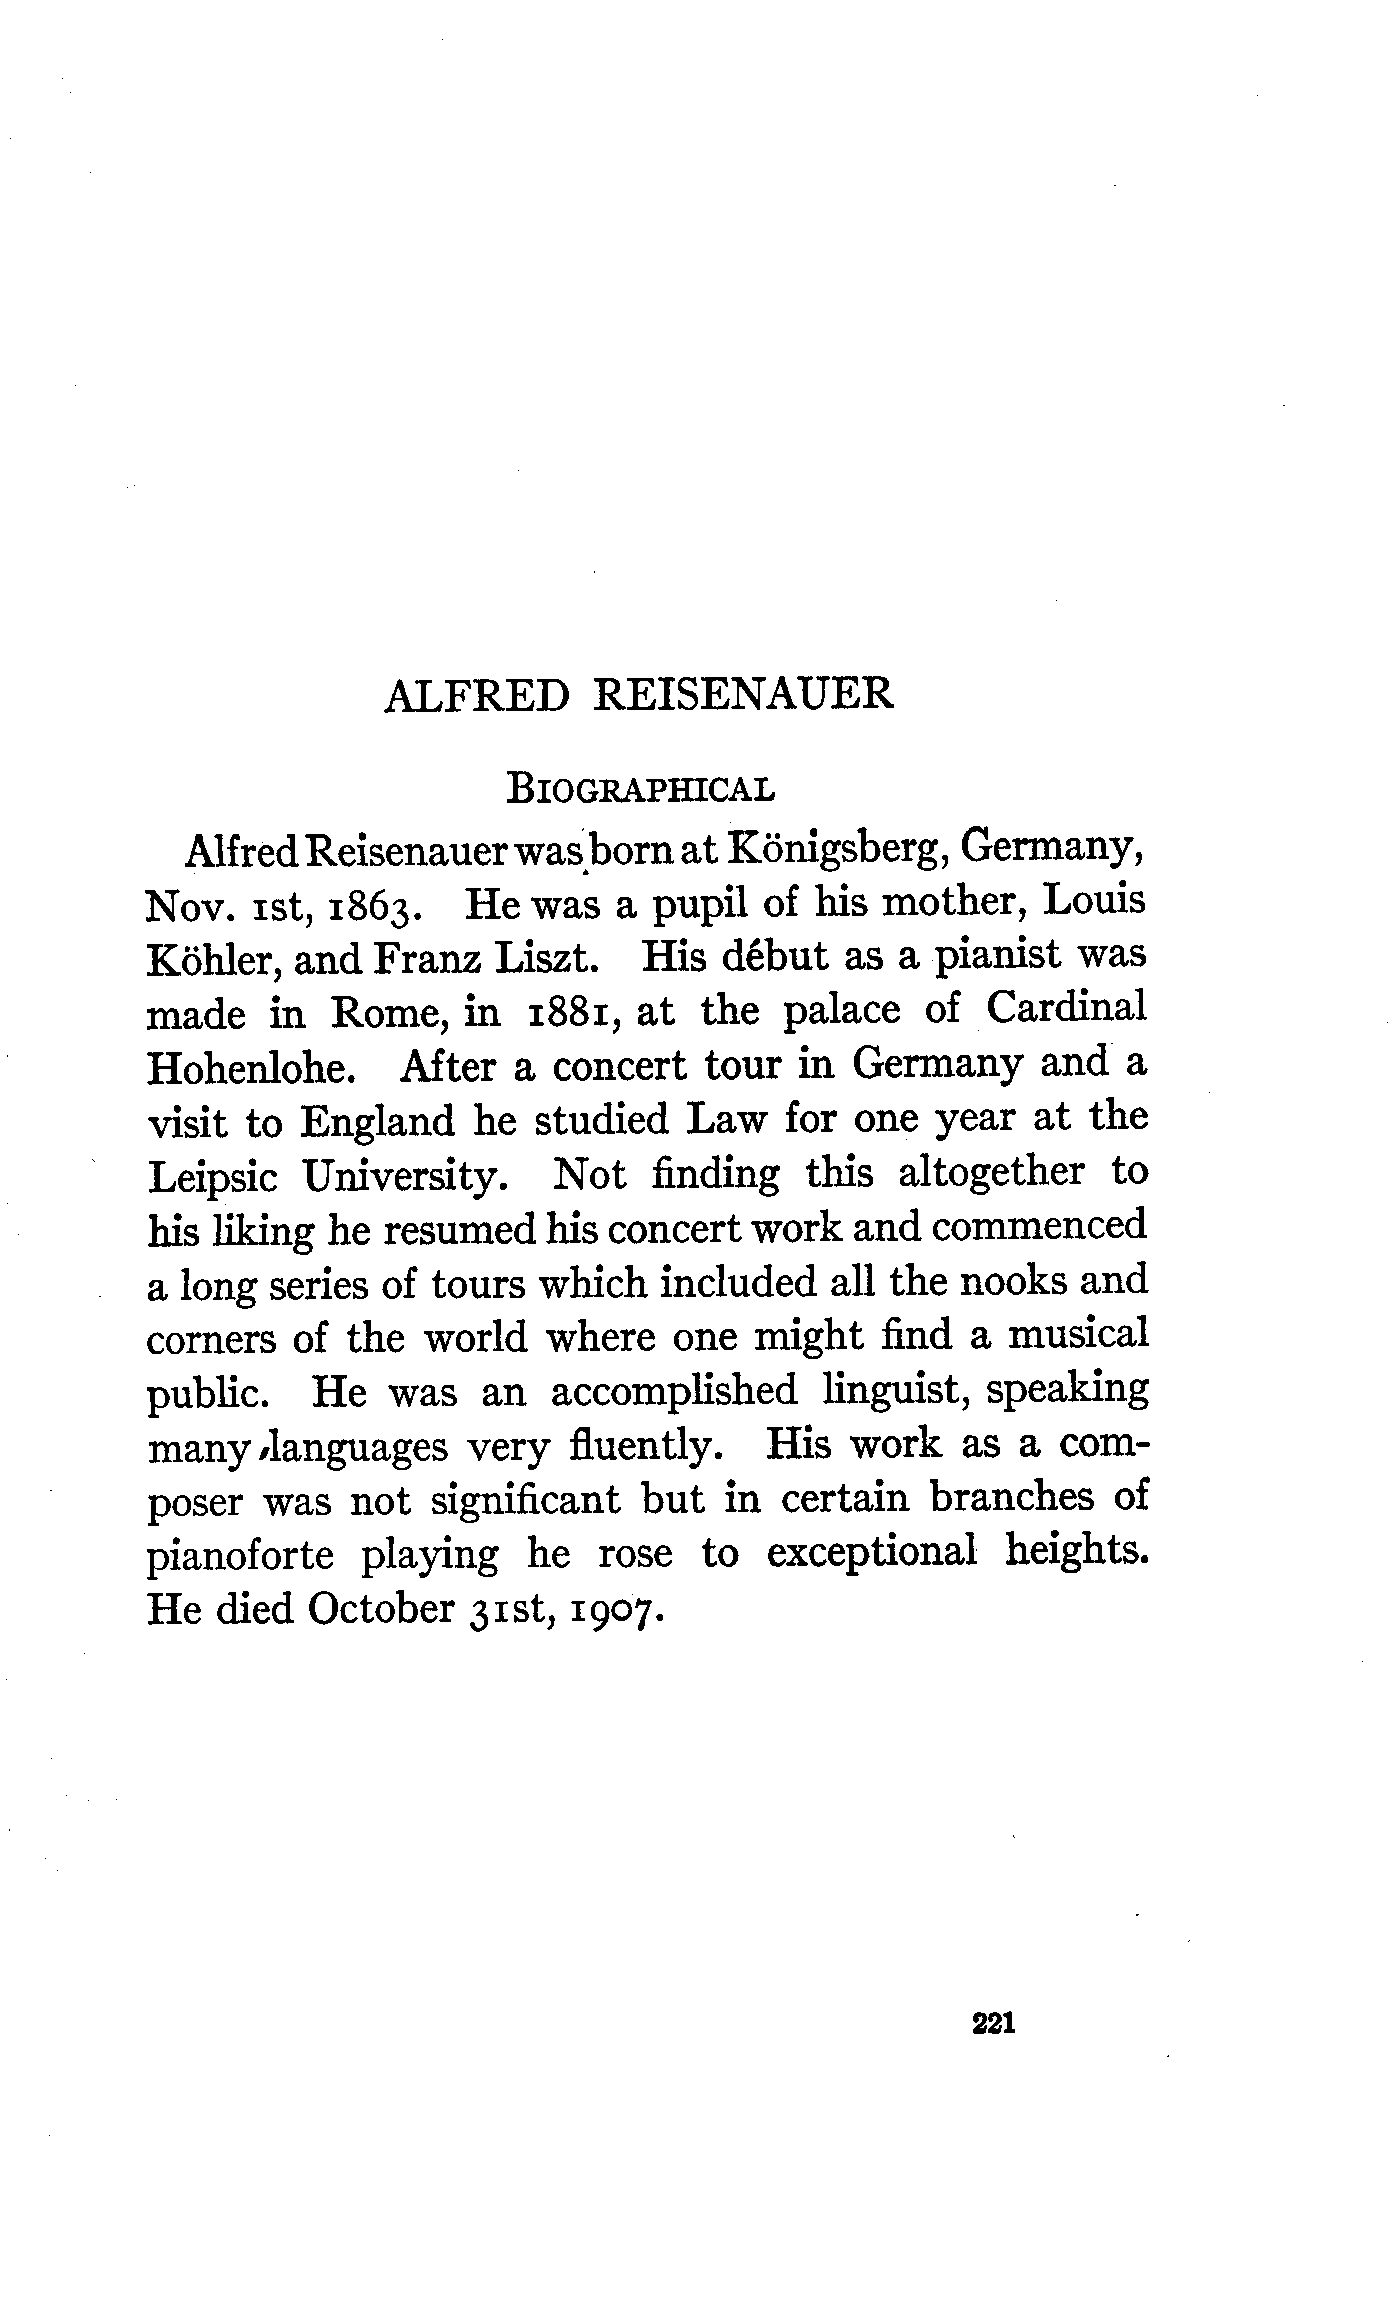 ALFRED REISENAUER
BIOGRAPHICAL
Alfred Reisenauer was born at Königsberg, Germany,
Nov. 1st, 1863. He was a pupil of his mother, Louis
Köhler, and Franz Liszt. His début as a pianist was
made in Rome, in 1881, at the palace of Cardinal
Hohenlohe. After a concert tour in Germany and a
visit to England he studied Law for one year at the
Leipsic University. Not finding this altogether to
his liking he resumed his concert work and commenced
a long series of tours which included all the nooks and
corners of the world where one might find a musical
public. He was an accomplished linguist, speaking
many languages very fluently. His work as a com-
poser was not significant but in certain branches of
pianoforte playing he rose to exceptional heights.
He died October 31st, 1907.
221